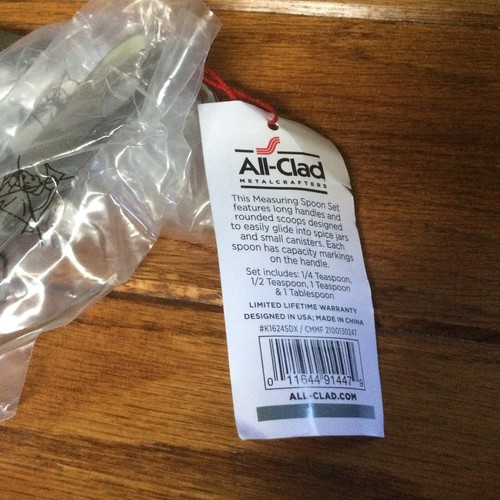 All-Clad
METALCRAFTERS
This Measuring Spoon Set
features long handles and
rounded scoops designed
to easily glide into spice jars
and small canisters. Each
spoon has capacity markings
on the handle.
Set includes: 1/4 Teaspoon,
1/2 Teaspoon, 1 Teaspoon
& 1 Tablespoon
LIMITED LIFETIME WARRANTY
DESIGNED IN USA; MADE IN CHINA
#K1624SDX / CMMF 2100130247
0 11644 91447 9
ALL-CLAD.COM